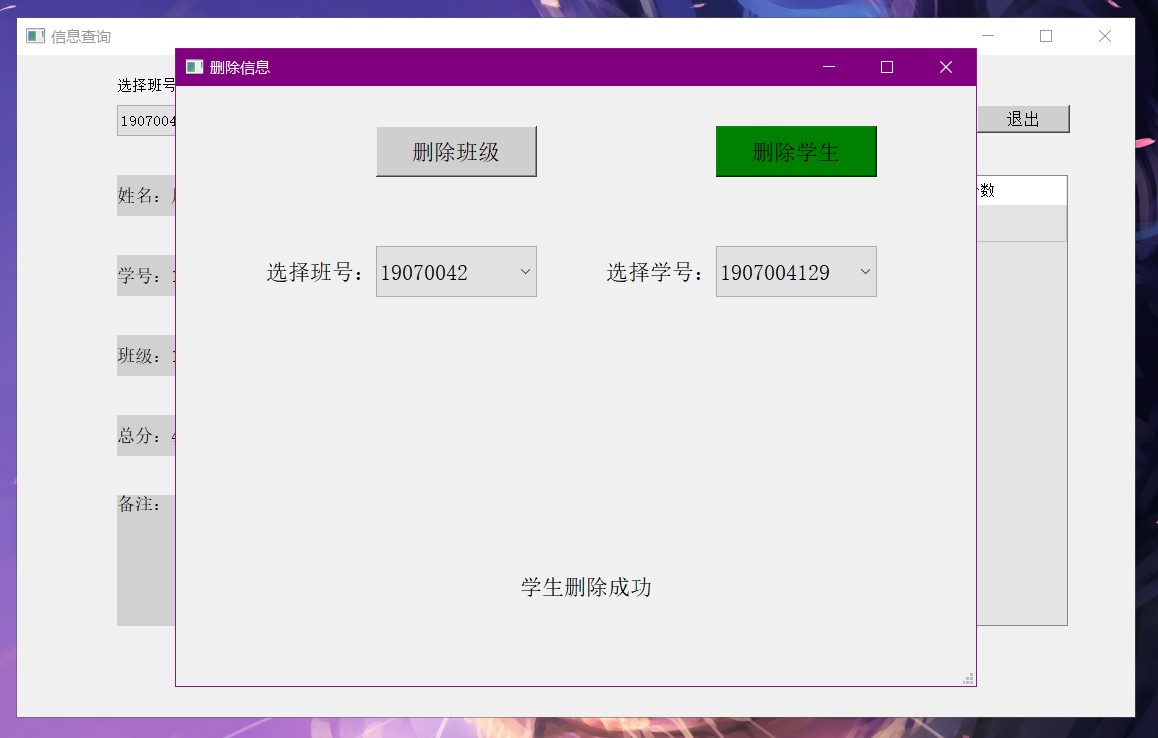 信息查询
删除信息
选择班号
1907004
退出
删除班级
删除学生
姓名：
数
选择班号：
19070042
选择学号：
1907004129
学号：
班级：
总分：4
备注：
学生删除成功